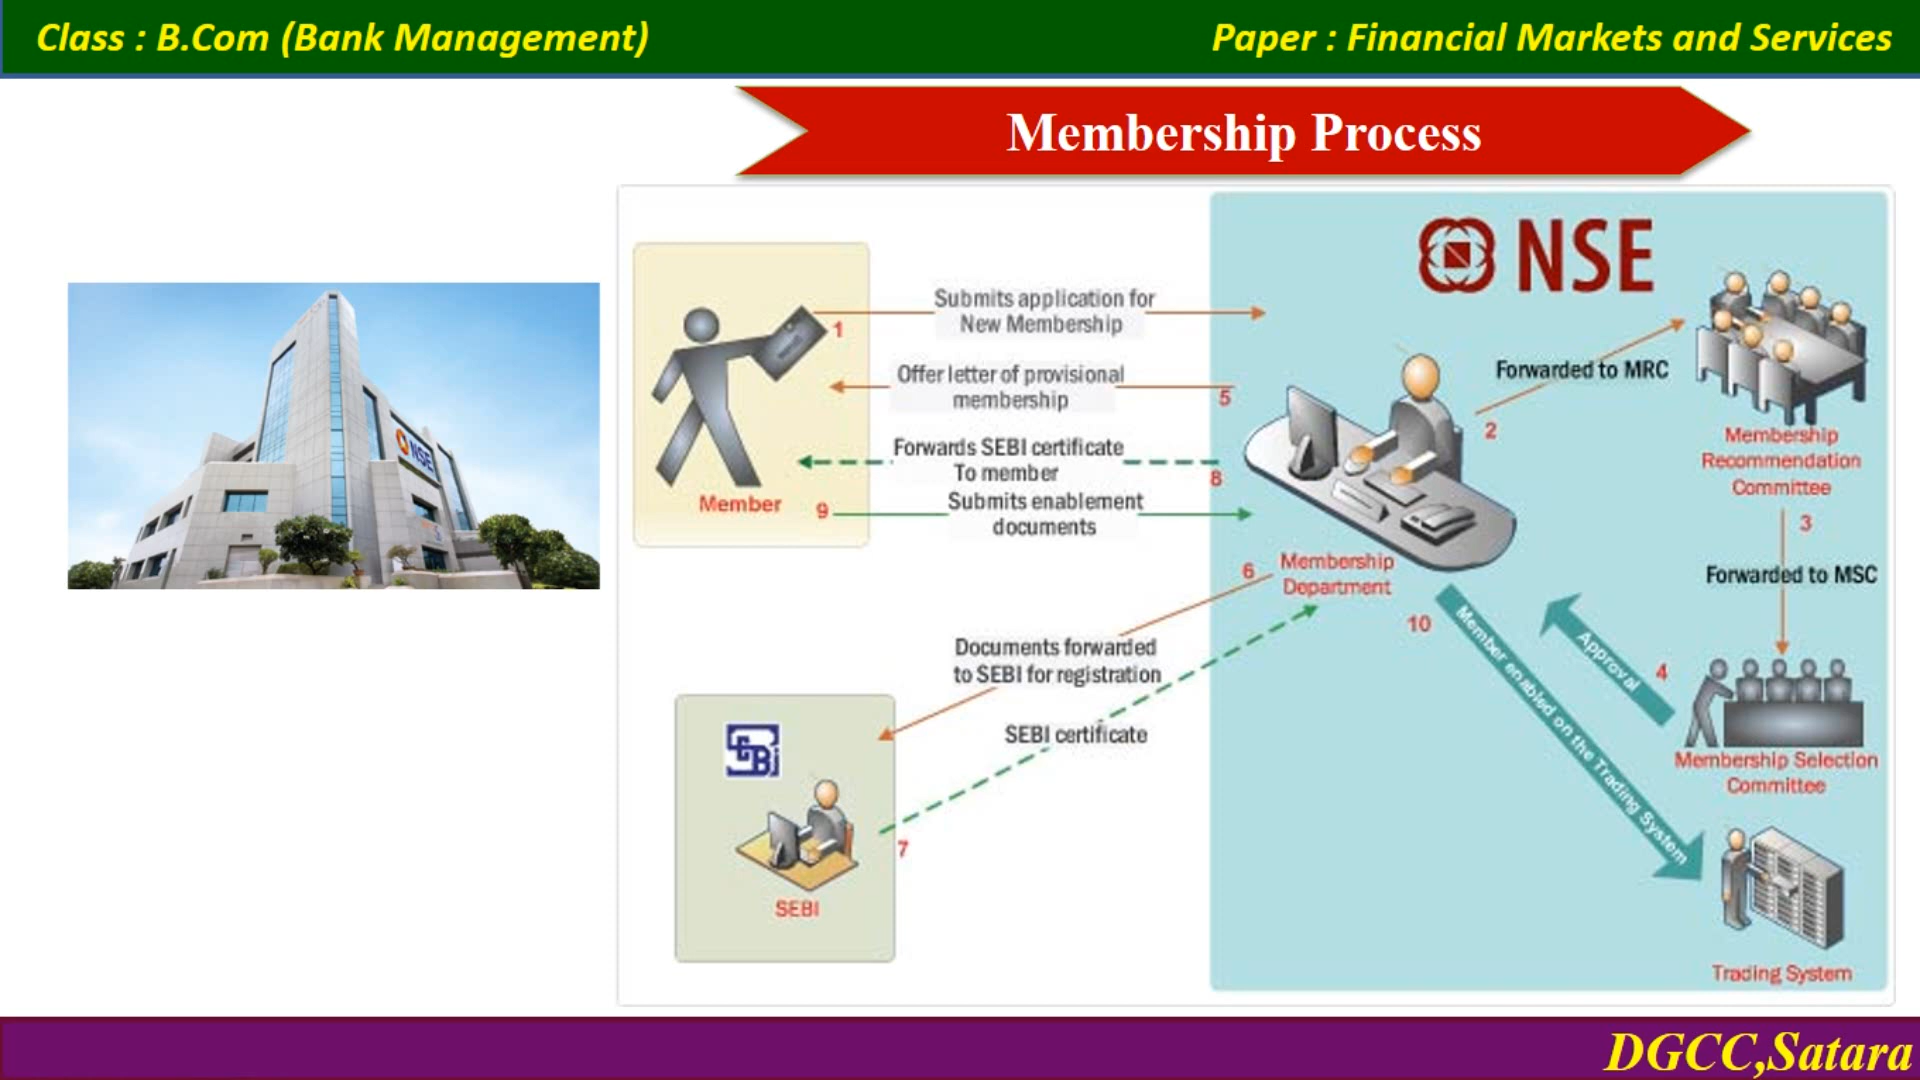 Class : B.Com (Bank Management)
Paper : Financial Markets and Services
Membership Process
NSE
NSE
1
Submits application for
New Membership
Offer letter of provisional
membership
5
Forwards SEBI certificate
To member
8
Member
9
Submits enablement
documents
Forwarded to MRC
2
Membership
Recommendation
Committee
3
Forwarded to MSC
Membership
Department
6
10
Member enabled on the Trading System
Approval
4
Membership Selection
Committee
Documents forwarded
to SEBI for registration
SEBI certificate
7
SEBi
SEBI
Trading System
DGCC,Satara